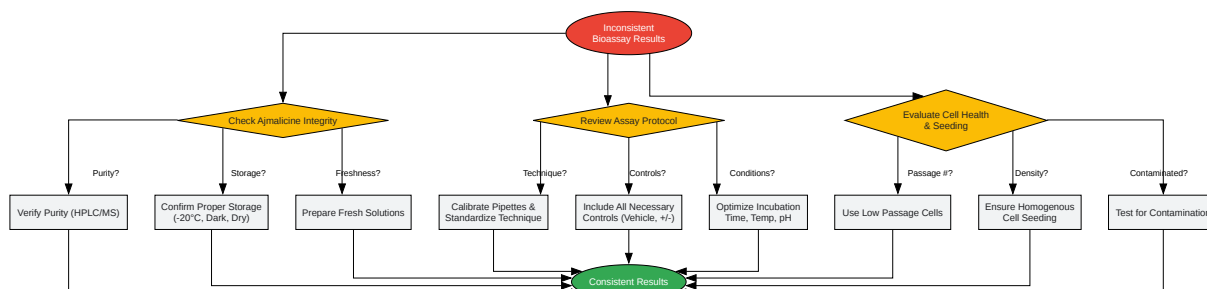 Inconsistent
Bioassay Results
Check Ajmalicine Integrity
Review Assay Protocol
Evaluate Cell Health
& Seeding
Purity?
Storage?
Freshness?
Technique?
Controls?
Conditions?
Passage #?
Density?
Contaminated?
Verify Purity (HPLC/MS)
Confirm Proper Storage
(-20°C, Dark, Dry)
Prepare Fresh Solutions
Calibrate Pipettes &
Standardize Technique
Include All Necessary
Controls (Vehicle, +/-)
Optimize Incubation
Time, Temp, pH
Use Low Passage Cells
Ensure Homogenous
Cell Seeding
Test for Contamination
Consistent Results